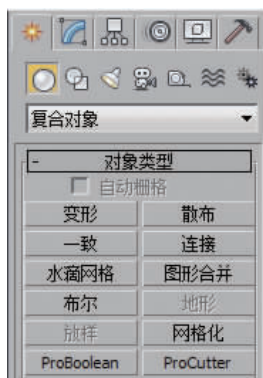 复合对象
- 对象类型
自动栅格
变形 散布
一致 连接
水滴网格 图形合并
布尔 地形
放样 网格化
ProBoolean ProCutter